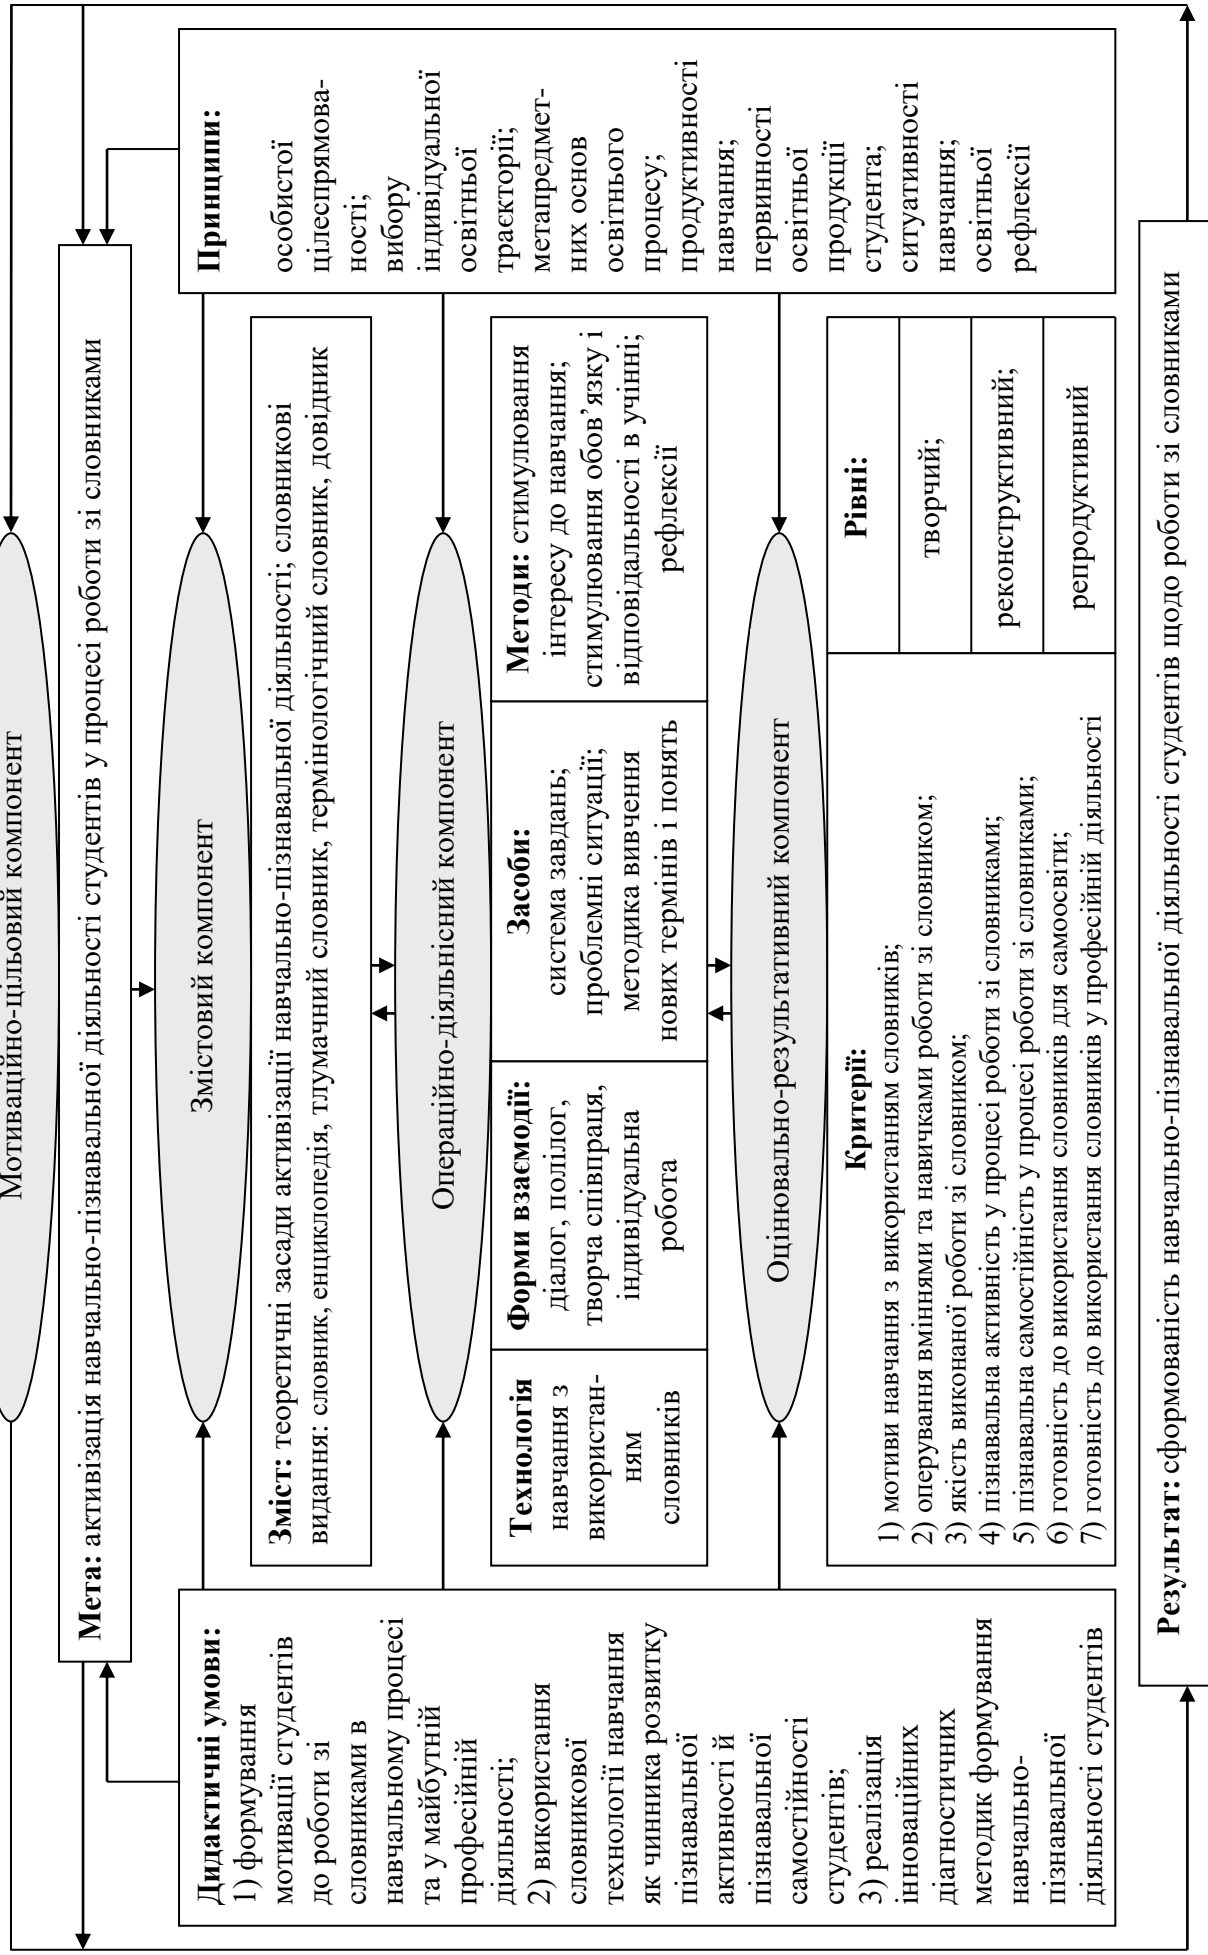 Мотиваційно-цільовий компонент
Мета: активізація навчально-пізнавальної діяльності студентів у процесі роботи зі словниками
Дидактичні умови:
1) формування
мотивації студентів
до роботи зі
словниками в
навчальному процесі
та у майбутній
професійній
діяльності;
2) використання
словникової
технології навчання
як чинника розвитку
пізнавальної
активності й
пізнавальної
самостійності
студентів;
3) реалізація
інноваційних
діагностичних
методик формування
навчально-
пізнавальної
діяльності студентів
Змістовий компонент
Зміст: теоретичні засади активізації навчально-пізнавальної діяльності; словникові
видання: словник, енциклопедія, тлумачний словник, термінологічний словник, довідник
Операційно-діяльнісний компонент
Технологія
навчання з
використан-
ням
словників
Форми взаємодії:
діалог, полілог,
творча співпраця,
індивідуальна
робота
Засоби:
система завдань;
проблемні ситуації;
методика вивчення
нових термінів і понять
Методи: стимулювання
інтересу до навчання;
стимулювання обов’язку і
відповідальності в учінні;
рефлексії
Оцінювально-результативний компонент
Критерії:
1) мотиви навчання з використанням словників;
2) оперування вміннями та навичками роботи зі словником;
3) якість виконаної роботи зі словником;
4) пізнавальна активність у процесі роботи зі словниками;
5) пізнавальна самостійність у процесі роботи зі словниками;
6) готовність до використання словників для самоосвіти;
7) готовність до використання словників у професійній діяльності
Рівні:
творчий;
реконструктивний;
репродуктивний
Принципи:
особистої
цілеспрямова-
ності;
вибору
індивідуальної
освітньої
траєкторії;
метапредмет-
них основ
освітнього
процесу;
продуктивності
навчання;
первинності
освітньої
продукції
студента;
ситуативності
навчання;
освітньої
рефлексії
Результат: сформованість навчально-пізнавальної діяльності студентів щодо роботи зі словниками